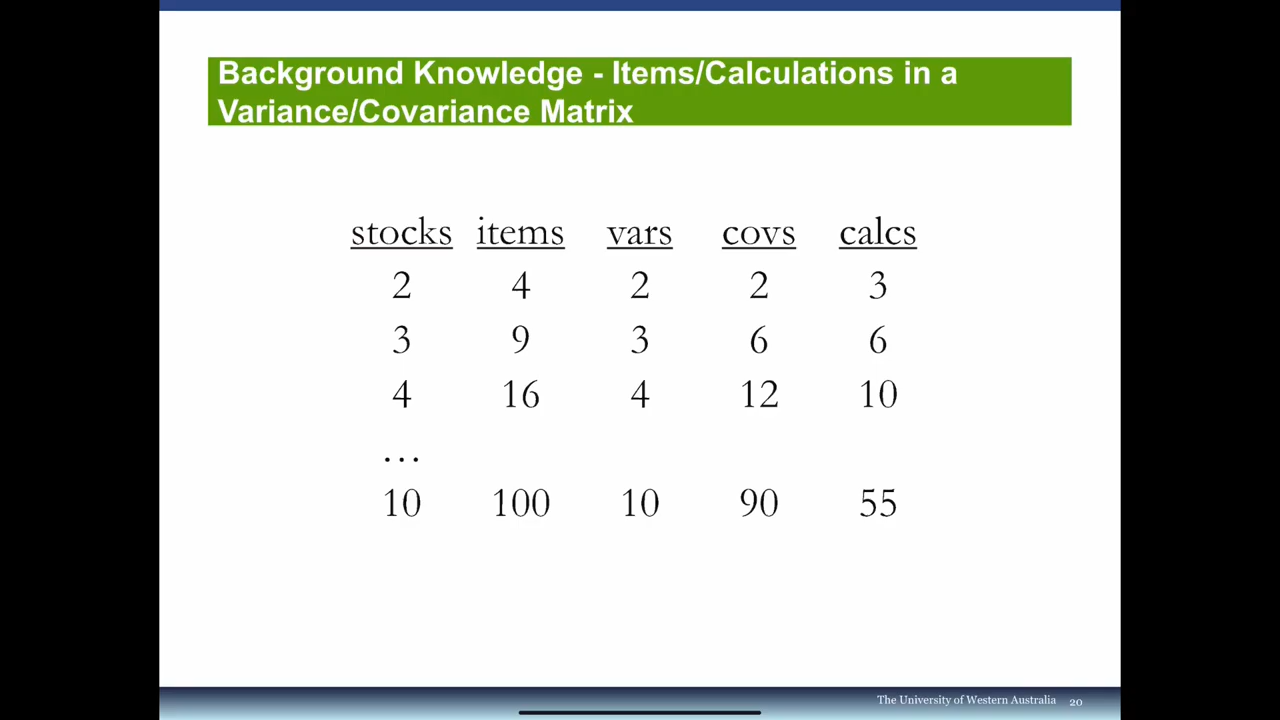 Background Knowledge - Items/Calculations in a
Variance/Covariance Matrix
stocks items vars covs calcs
2 4 2 2 3
3 9 3 6 6
4 16 4 12 10
…
10 100 10 90 55
The University of Western Australia 20